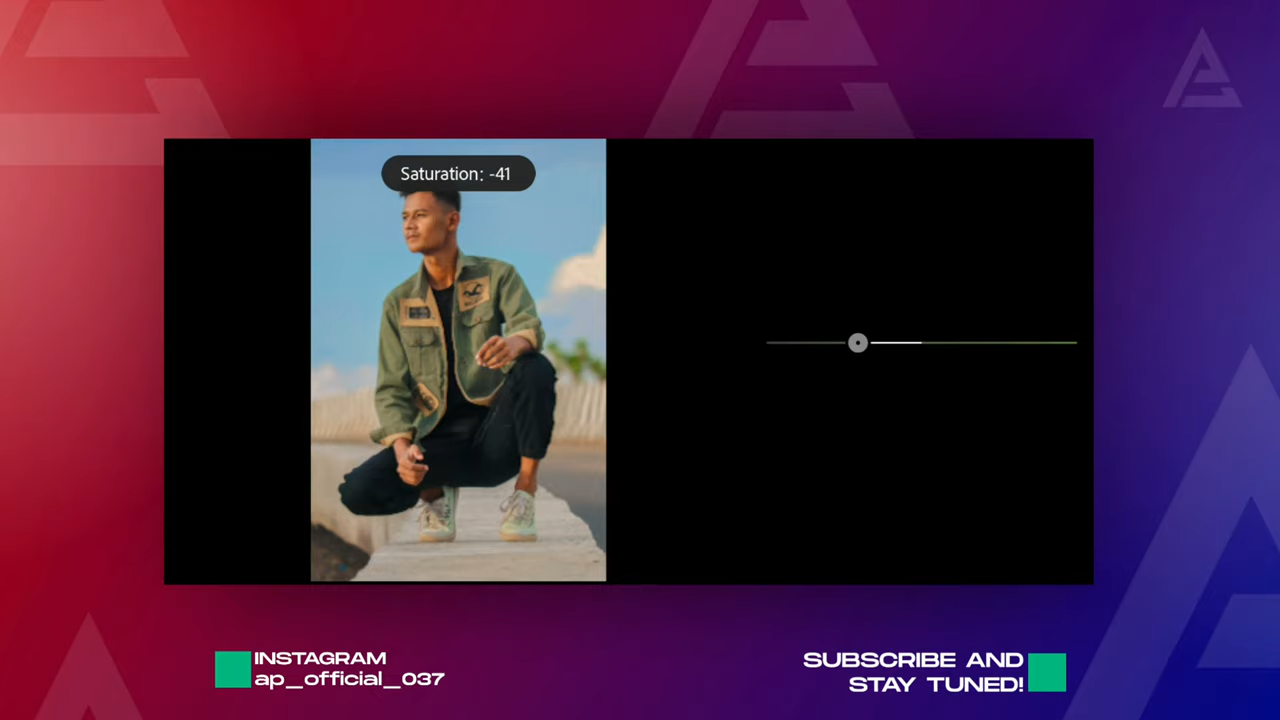 Saturation: -41
INSTAGRAM
ap_official_037
SUBSCRIBE AND
STAY TUNED!